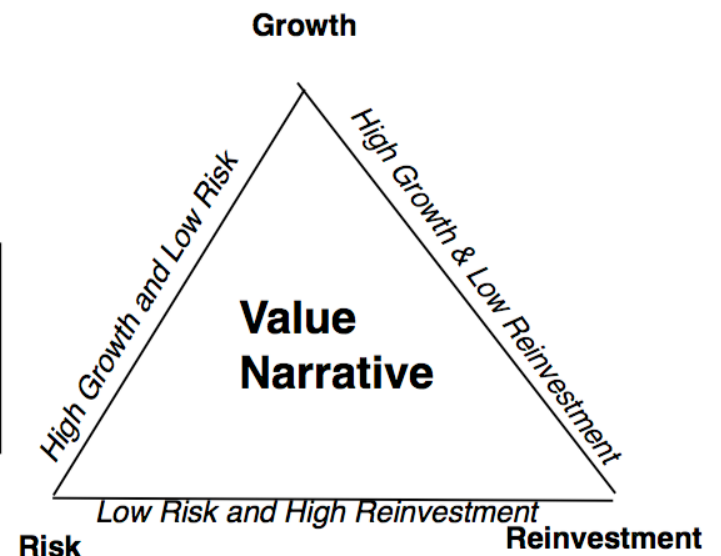 Growth
High Growth and Low Risk
High Growth & Low Reinvestment
Value
Narrative
Low Risk and High Reinvestment
Risk
Reinvestment